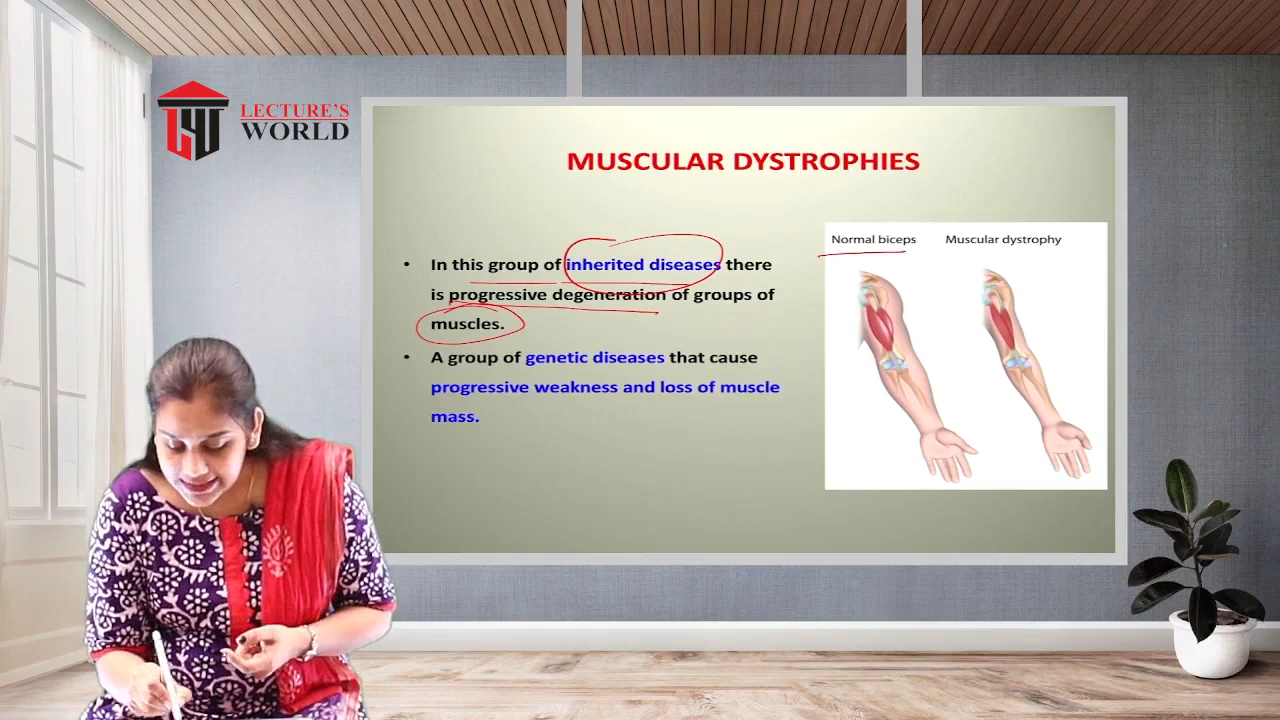 LECTURE'S
WORLD
MUSCULAR DYSTROPHIES
• In this group of inherited diseases there
is progressive degeneration of groups of
muscles.
• A group of genetic diseases that cause
progressive weakness and loss of muscle
mass.
Normal biceps
Muscular dystrophy